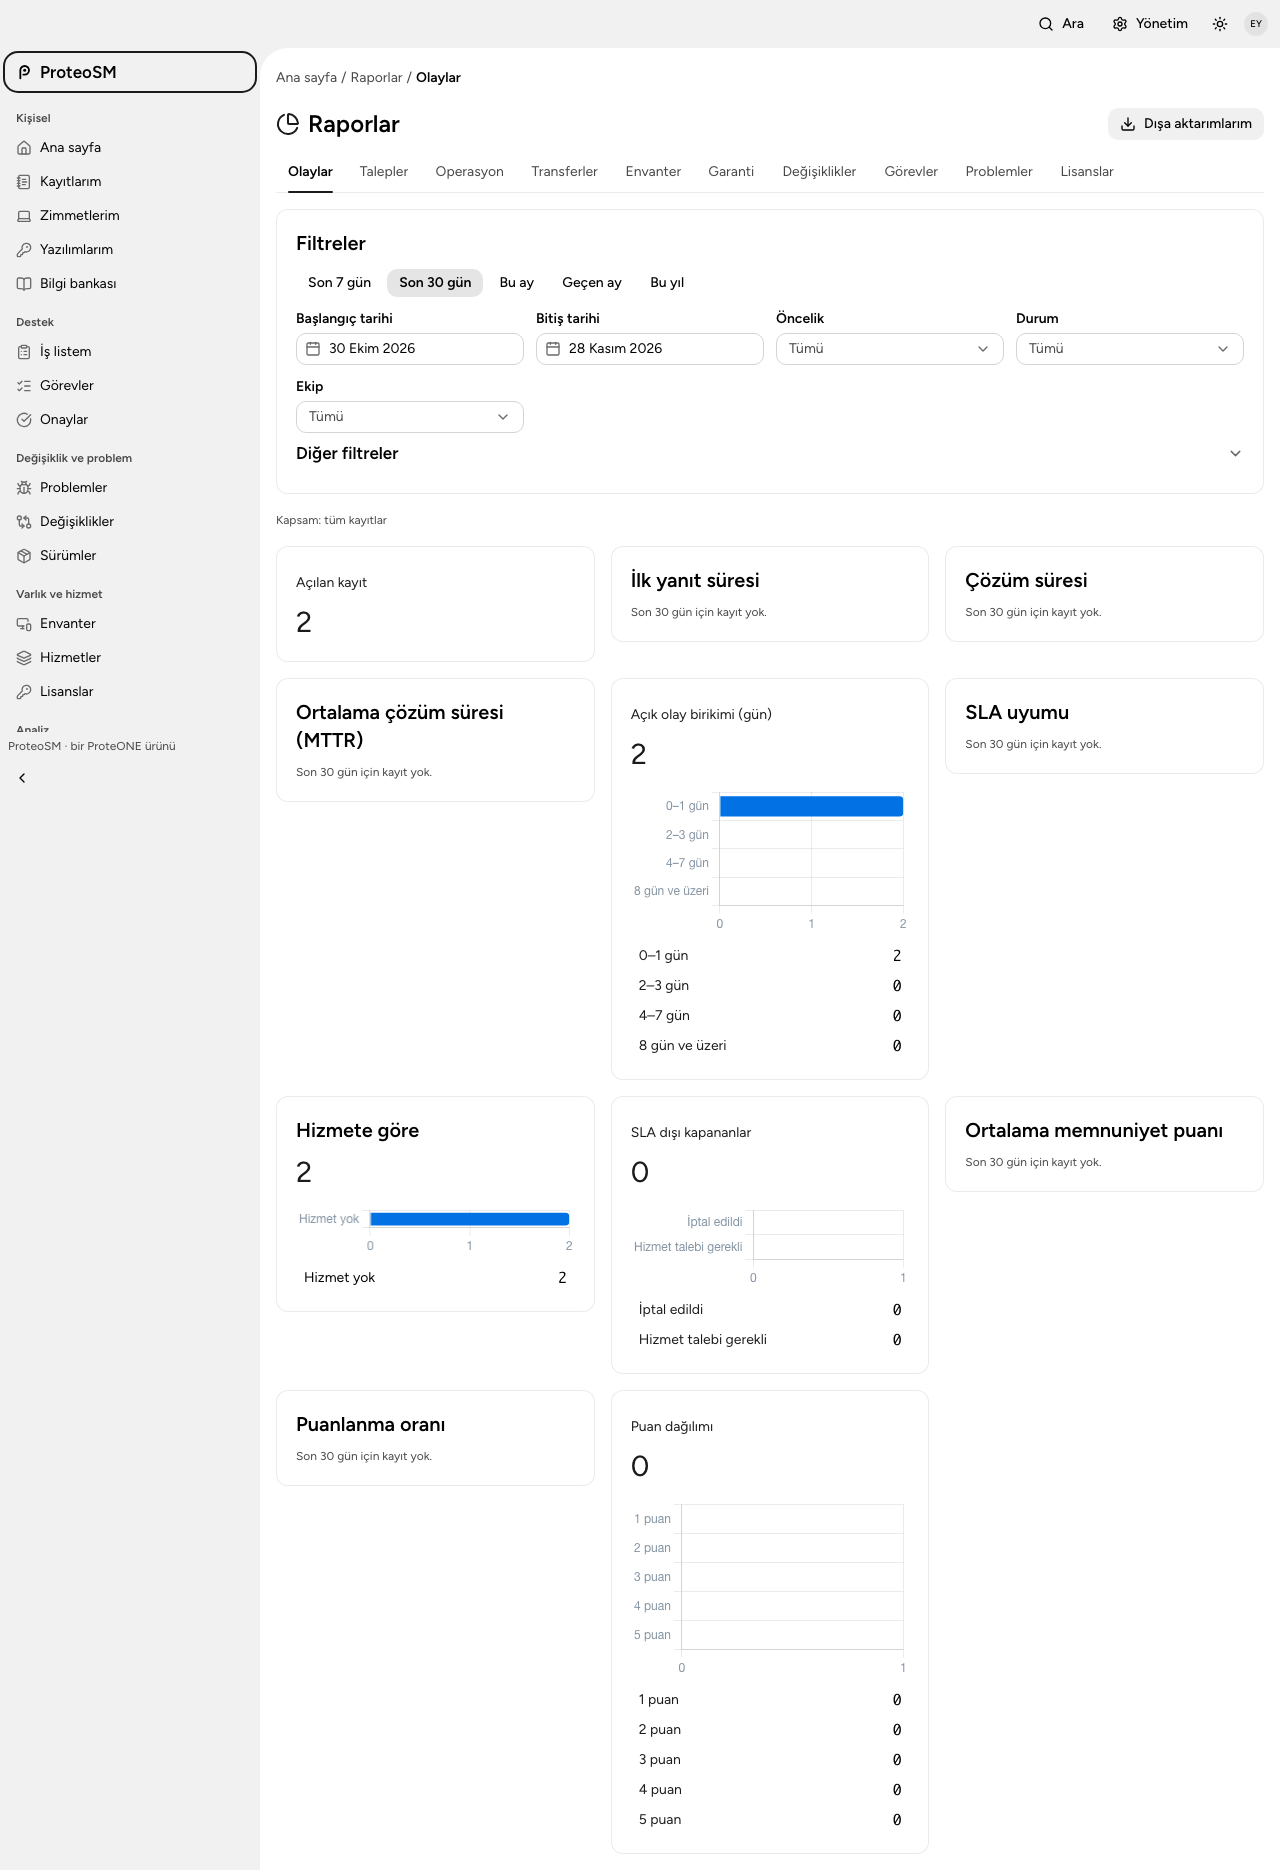 Ara
Yönetim
EY
ProteoSM
Kişisel
Ana sayfa
Kayıtlarım
Zimmetlerim
Yazılımlarım
Bilgi bankası
Destek
İş listem
Görevler
Onaylar
Değişiklik ve problem
Problemler
Değişiklikler
Sürümler
Varlık ve hizmet
Envanter
Hizmetler
Lisanslar
Analiz
ProteoSM · bir ProteONE ürünü
Ana sayfa / Raporlar / Olaylar
Raporlar
Dışa aktarımlarım
Olaylar Talepler Operasyon Transferler Envanter Garanti Değişiklikler Görevler Problemler Lisanslar
Filtreler
Son 7 gün Son 30 gün Bu ay Geçen ay Bu yıl
Başlangıç tarihi Bitiş tarihi Öncelik Durum
30 Ekim 2026 28 Kasım 2026 Tümü Tümü
Ekip
Tümü
Diğer filtreler
Kapsam: tüm kayıtlar
Açılan kayıt
2
İlk yanıt süresi
Son 30 gün için kayıt yok.
Çözüm süresi
Son 30 gün için kayıt yok.
Ortalama çözüm süresi
(MTTR)
Son 30 gün için kayıt yok.
Açık olay birikimi (gün)
2
0–1 gün
2–3 gün
4–7 gün
8 gün ve üzeri
0 1 2
0–1 gün 2
2–3 gün 0
4–7 gün 0
8 gün ve üzeri 0
SLA uyumu
Son 30 gün için kayıt yok.
Hizmete göre
2
Hizmet yok
0 1 2
Hizmet yok 2
SLA dışı kapananlar
0
İptal edildi
Hizmet talebi gerekli
0 1
İptal edildi 0
Hizmet talebi gerekli 0
Ortalama memnuniyet puanı
Son 30 gün için kayıt yok.
Puanlanma oranı
Son 30 gün için kayıt yok.
Puan dağılımı
0
1 puan
2 puan
3 puan
4 puan
5 puan
0 1
1 puan 0
2 puan 0
3 puan 0
4 puan 0
5 puan 0